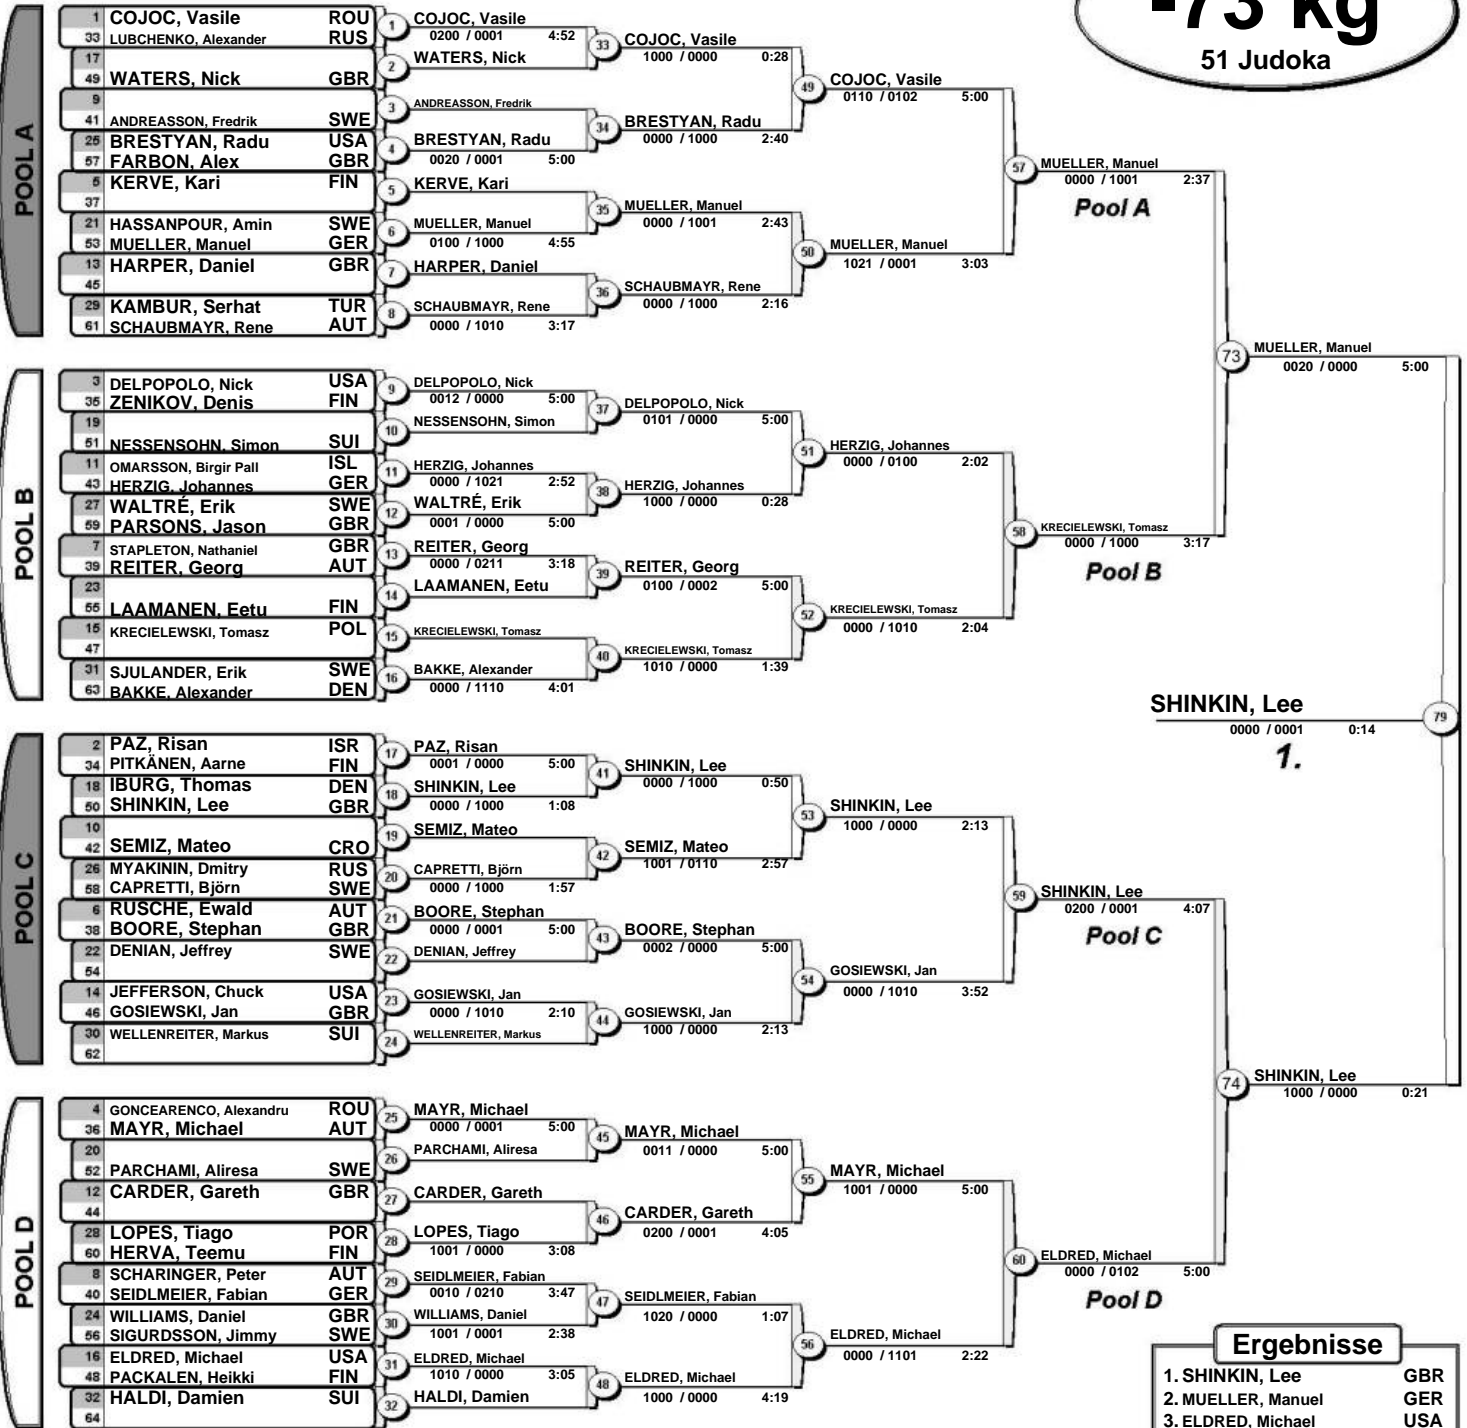 -73 kg
51 Judoka
POOL A
1 COJOC, Vasile ROU
33 LUBCHENKO, Alexander RUS
17
49 WATERS, Nick GBR
9
41 ANDREASSON, Fredrik SWE
25 BRESTYAN, Radu USA
57 FARBON, Alex GBR
5 KERVE, Kari FIN
37
21 HASSANPOUR, Amin SWE
53 MUELLER, Manuel GER
13 HARPER, Daniel GBR
45
29 KAMBUR, Serhat TUR
61 SCHAUBMAYR, Rene AUT
1 COJOC, Vasile
0200 / 0001 4:52
2 WATERS, Nick
3 ANDREASSON, Fredrik
4 BRESTYAN, Radu
0020 / 0001 5:00
5 KERVE, Kari
6 MUELLER, Manuel
0100 / 1000 4:55
7 HARPER, Daniel
8 SCHAUBMAYR, Rene
0000 / 1010 3:17
33 COJOC, Vasile
1000 / 0000 0:28
34 BRESTYAN, Radu
0000 / 1000 2:40
35 MUELLER, Manuel
0000 / 1001 2:43
36 SCHAUBMAYR, Rene
0000 / 1000 2:16
49 COJOC, Vasile
0110 / 0102 5:00
50 MUELLER, Manuel
1021 / 0001 3:03
57 MUELLER, Manuel
0000 / 1001 2:37
Pool A
POOL B
3 DELPOPOLO, Nick USA
35 ZENIKOV, Denis FIN
19
51 NESSENSOHN, Simon SUI
11 OMARSSON, Birgir Pall ISL
43 HERZIG, Johannes GER
27 WALTRÉ, Erik SWE
59 PARSONS, Jason GBR
7 STAPLETON, Nathaniel GBR
39 REITER, Georg AUT
23
55 LAAMANEN, Eetu FIN
15 KRECIELEWSKI, Tomasz POL
47
31 SJULANDER, Erik SWE
63 BAKKE, Alexander DEN
9 DELPOPOLO, Nick
0012 / 0000 5:00
10 NESSENSOHN, Simon
11 HERZIG, Johannes
0000 / 1021 2:52
12 WALTRÉ, Erik
0001 / 0000 5:00
13 REITER, Georg
0000 / 0211 3:18
14 LAAMANEN, Eetu
15 KRECIELEWSKI, Tomasz
16 BAKKE, Alexander
0000 / 1110 4:01
37 DELPOPOLO, Nick
0101 / 0000 5:00
38 HERZIG, Johannes
1000 / 0000 0:28
39 REITER, Georg
0100 / 0002 5:00
40 KRECIELEWSKI, Tomasz
1010 / 0000 1:39
51 HERZIG, Johannes
0000 / 0100 2:02
52 KRECIELEWSKI, Tomasz
0000 / 1010 2:04
58 KRECIELEWSKI, Tomasz
0000 / 1000 3:17
Pool B
73 MUELLER, Manuel
0020 / 0000 5:00
SHINKIN, Lee 79
0000 / 0001 0:14
1.
POOL C
2 PAZ, Risan ISR
34 PITKÄNEN, Aarne FIN
18 IBURG, Thomas DEN
50 SHINKIN, Lee GBR
10
42 SEMIZ, Mateo CRO
26 MYAKININ, Dmitry RUS
58 CAPRETTI, Björn SWE
6 RUSCHE, Ewald AUT
38 BOORE, Stephan GBR
22 DENIAN, Jeffrey SWE
54
14 JEFFERSON, Chuck USA
46 GOSIEWSKI, Jan GBR
30 WELLENREITER, Markus SUI
62
17 PAZ, Risan
0001 / 0000 5:00
18 SHINKIN, Lee
0000 / 1000 1:08
19 SEMIZ, Mateo
20 CAPRETTI, Björn
0000 / 1000 1:57
21 BOORE, Stephan
0000 / 0001 5:00
22 DENIAN, Jeffrey
23 GOSIEWSKI, Jan
0000 / 1010 2:10
24 WELLENREITER, Markus
41 SHINKIN, Lee
0000 / 1000 0:50
42 SEMIZ, Mateo
1001 / 0110 2:57
43 BOORE, Stephan
0002 / 0000 5:00
44 GOSIEWSKI, Jan
1000 / 0000 2:13
53 SHINKIN, Lee
1000 / 0000 2:13
54 GOSIEWSKI, Jan
0000 / 1010 3:52
59 SHINKIN, Lee
0200 / 0001 4:07
Pool C
74 SHINKIN, Lee
1000 / 0000 0:21
POOL D
4 GONCEARENCO, Alexandru ROU
36 MAYR, Michael AUT
20
52 PARCHAMI, Aliresa SWE
12 CARDER, Gareth GBR
44
28 LOPES, Tiago POR
60 HERVA, Teemu FIN
8 SCHARINGER, Peter AUT
40 SEIDLMEIER, Fabian GER
24 WILLIAMS, Daniel GBR
56 SIGURDSSON, Jimmy SWE
16 ELDRED, Michael USA
48 PACKALEN, Heikki FIN
32 HALDI, Damien SUI
64
25 MAYR, Michael
0000 / 0001 5:00
26 PARCHAMI, Aliresa
27 CARDER, Gareth
28 LOPES, Tiago
1001 / 0000 3:08
29 SEIDLMEIER, Fabian
0010 / 0210 3:47
30 WILLIAMS, Daniel
1001 / 0001 2:38
31 ELDRED, Michael
1010 / 0000 3:05
32 HALDI, Damien
45 MAYR, Michael
0011 / 0000 5:00
46 CARDER, Gareth
0200 / 0001 4:05
47 SEIDLMEIER, Fabian
1020 / 0000 1:07
48 ELDRED, Michael
1000 / 0000 4:19
55 MAYR, Michael
1001 / 0000 5:00
56 ELDRED, Michael
0000 / 1101 2:22
60 ELDRED, Michael
0000 / 0102 5:00
Pool D
Ergebnisse
1. SHINKIN, Lee GBR
2. MUELLER, Manuel GER
3. ELDRED, Michael USA